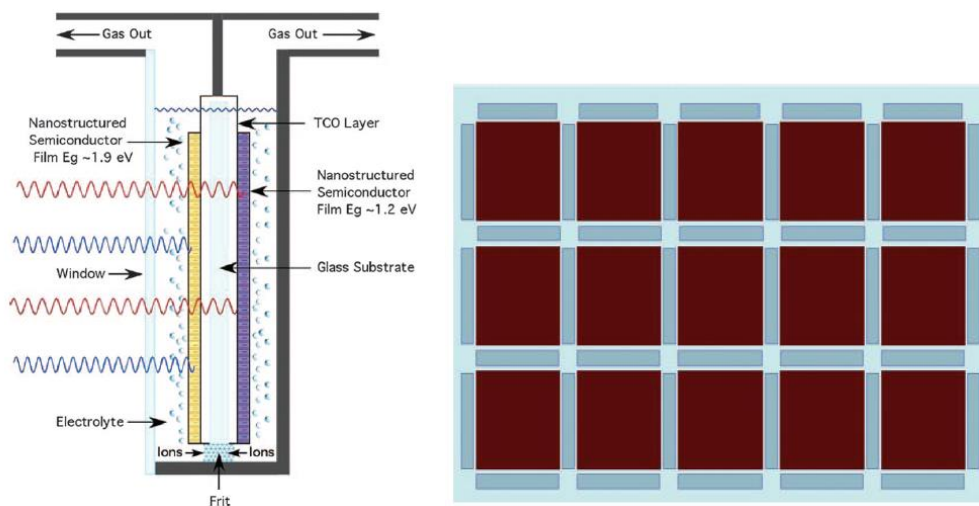 Gas Out
Gas Out
Nanostructured
Semiconductor
Film Eg ~1.9 eV
TCO Layer
Nanostructured
Semiconductor
Film Eg ~1.2 eV
Window
Glass Substrate
Electrolyte
Ions
Ions
Frit